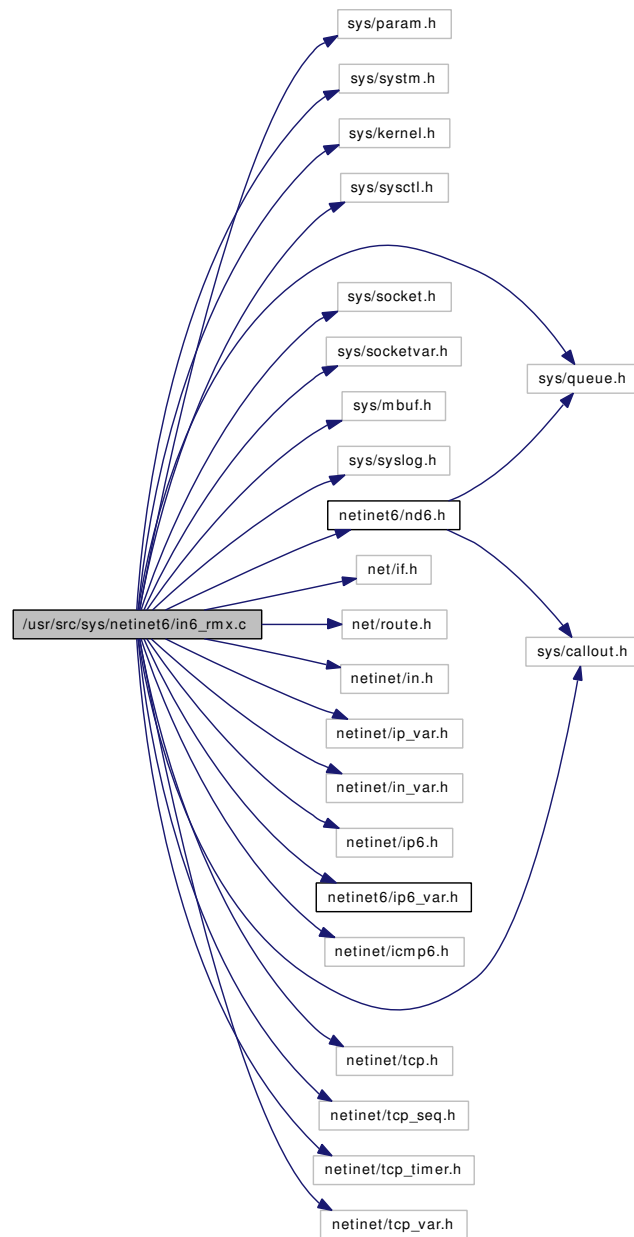 sys/param.h
sys/systm.h
sys/kernel.h
sys/sysctl.h
sys/socket.h
sys/socketvar.h
sys/queue.h
sys/mbuf.h
sys/syslog.h
netinet6/nd6.h
net/if.h
/usr/src/sys/netinet6/in6_rmx.c
net/route.h
sys/callout.h
netinet/in.h
netinet/ip_var.h
netinet/in_var.h
netinet/ip6.h
netinet6/ip6_var.h
netinet/icmp6.h
netinet/tcp.h
netinet/tcp_seq.h
netinet/tcp_timer.h
netinet/tcp_var.h